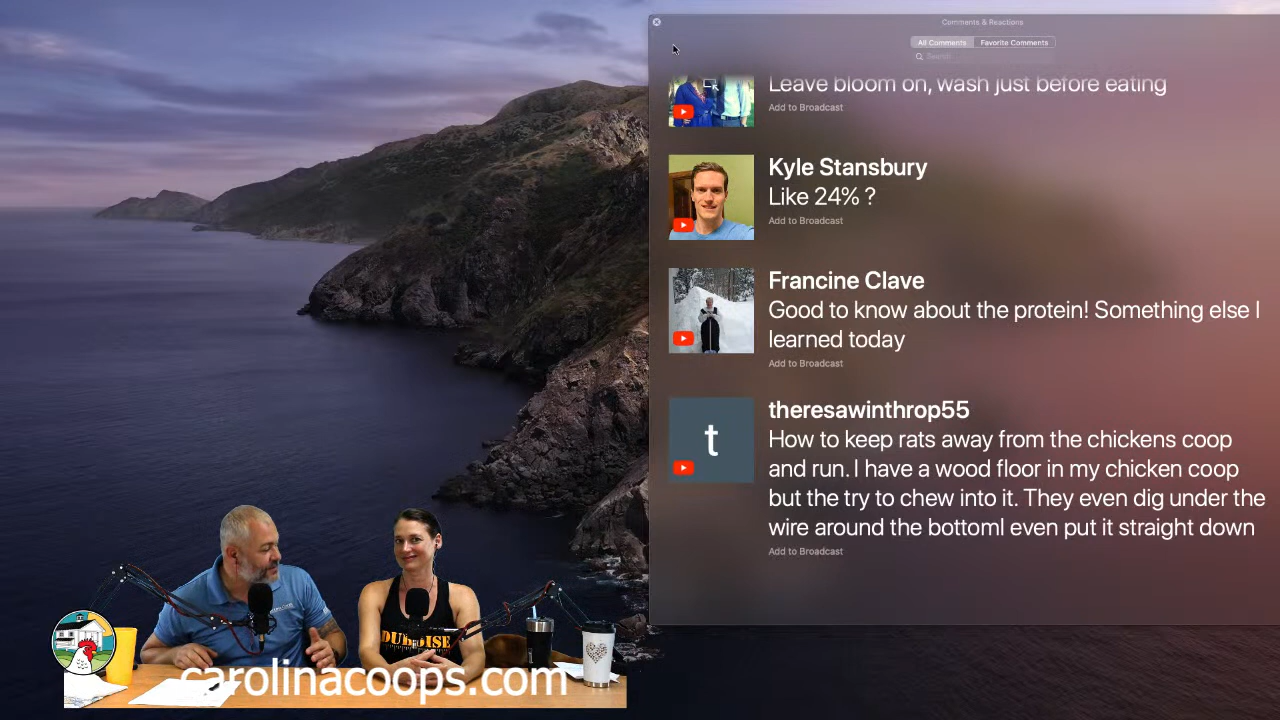 Comments & Reactions
All Comments Favorite Comments
Search
Leave bloom on, wash just before eating
Add to Broadcast
Kyle Stansbury
Like 24% ?
Add to Broadcast
Francine Clave
Good to know about the protein! Something else I
learned today
Add to Broadcast
t
theresawinthrop55
How to keep rats away from the chickens coop
and run. I have a wood floor in my chicken coop
but the try to chew into it. They even dig under the
wire around the bottomI even put it straight down
Add to Broadcast
carolinacoops.com